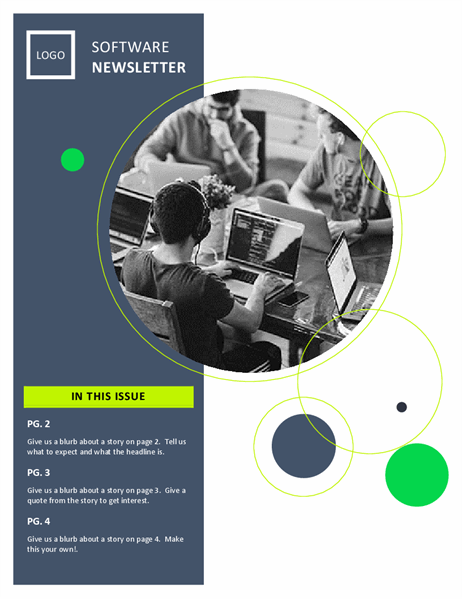 LOGO
SOFTWARE
NEWSLETTER
IN THIS ISSUE
PG. 2
Give us a blurb about a story on page 2. Tell us
what to expect and what the headline is.
PG. 3
Give us a blurb about a story on page 3. Give a
quote from the story to get interest.
PG. 4
Give us a blurb about a story on page 4. Make
this your own!.